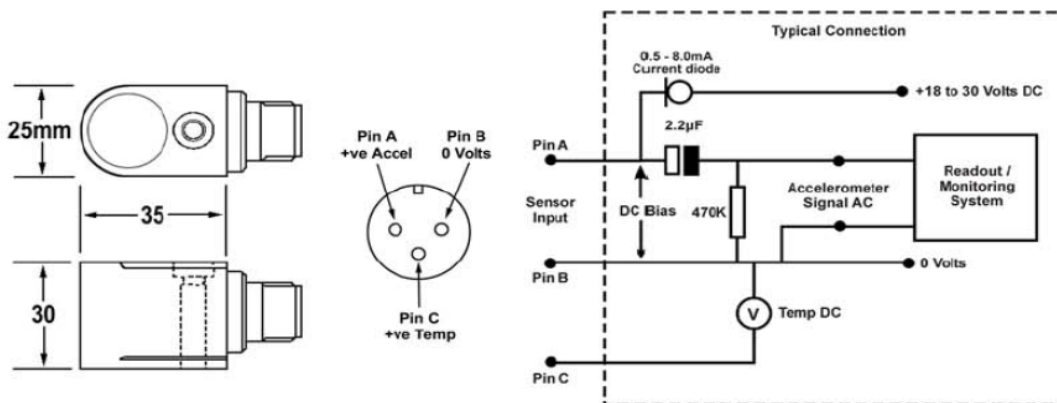 25mm
35
30
Pin A
+ve Accel
Pin B
0 Volts
Pin C
+ve Temp
Typical Connection
0.5 - 8.0mA
Current diode
+18 to 30 Volts DC
2.2µF
Pin A
Sensor
Input
DC Bias
470K
Accelerometer
Signal AC
Readout /
Monitoring
System
Pin B
0 Volts
V
Temp DC
Pin C